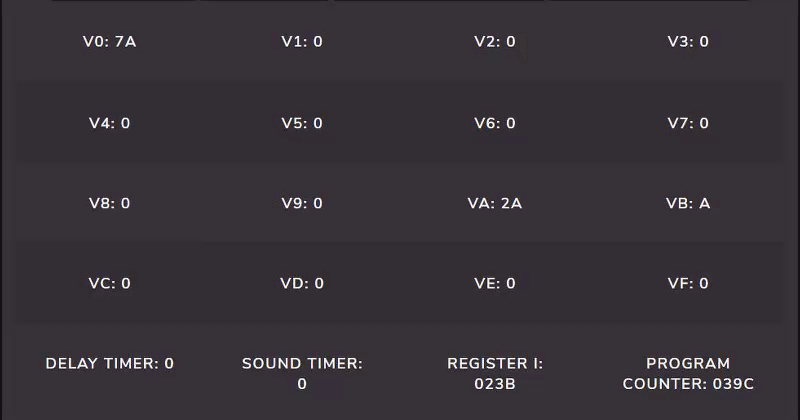 V0: 7A
V1: 0
V2: 0
V3: 0
V4: 0
V5: 0
V6: 0
V7: 0
V8: 0
V9: 0
VA: 2A
VB: A
VC: 0
VD: 0
VE: 0
VF: 0
DELAY TIMER: 0
SOUND TIMER:
0
REGISTER I:
023B
PROGRAM
COUNTER: 039C